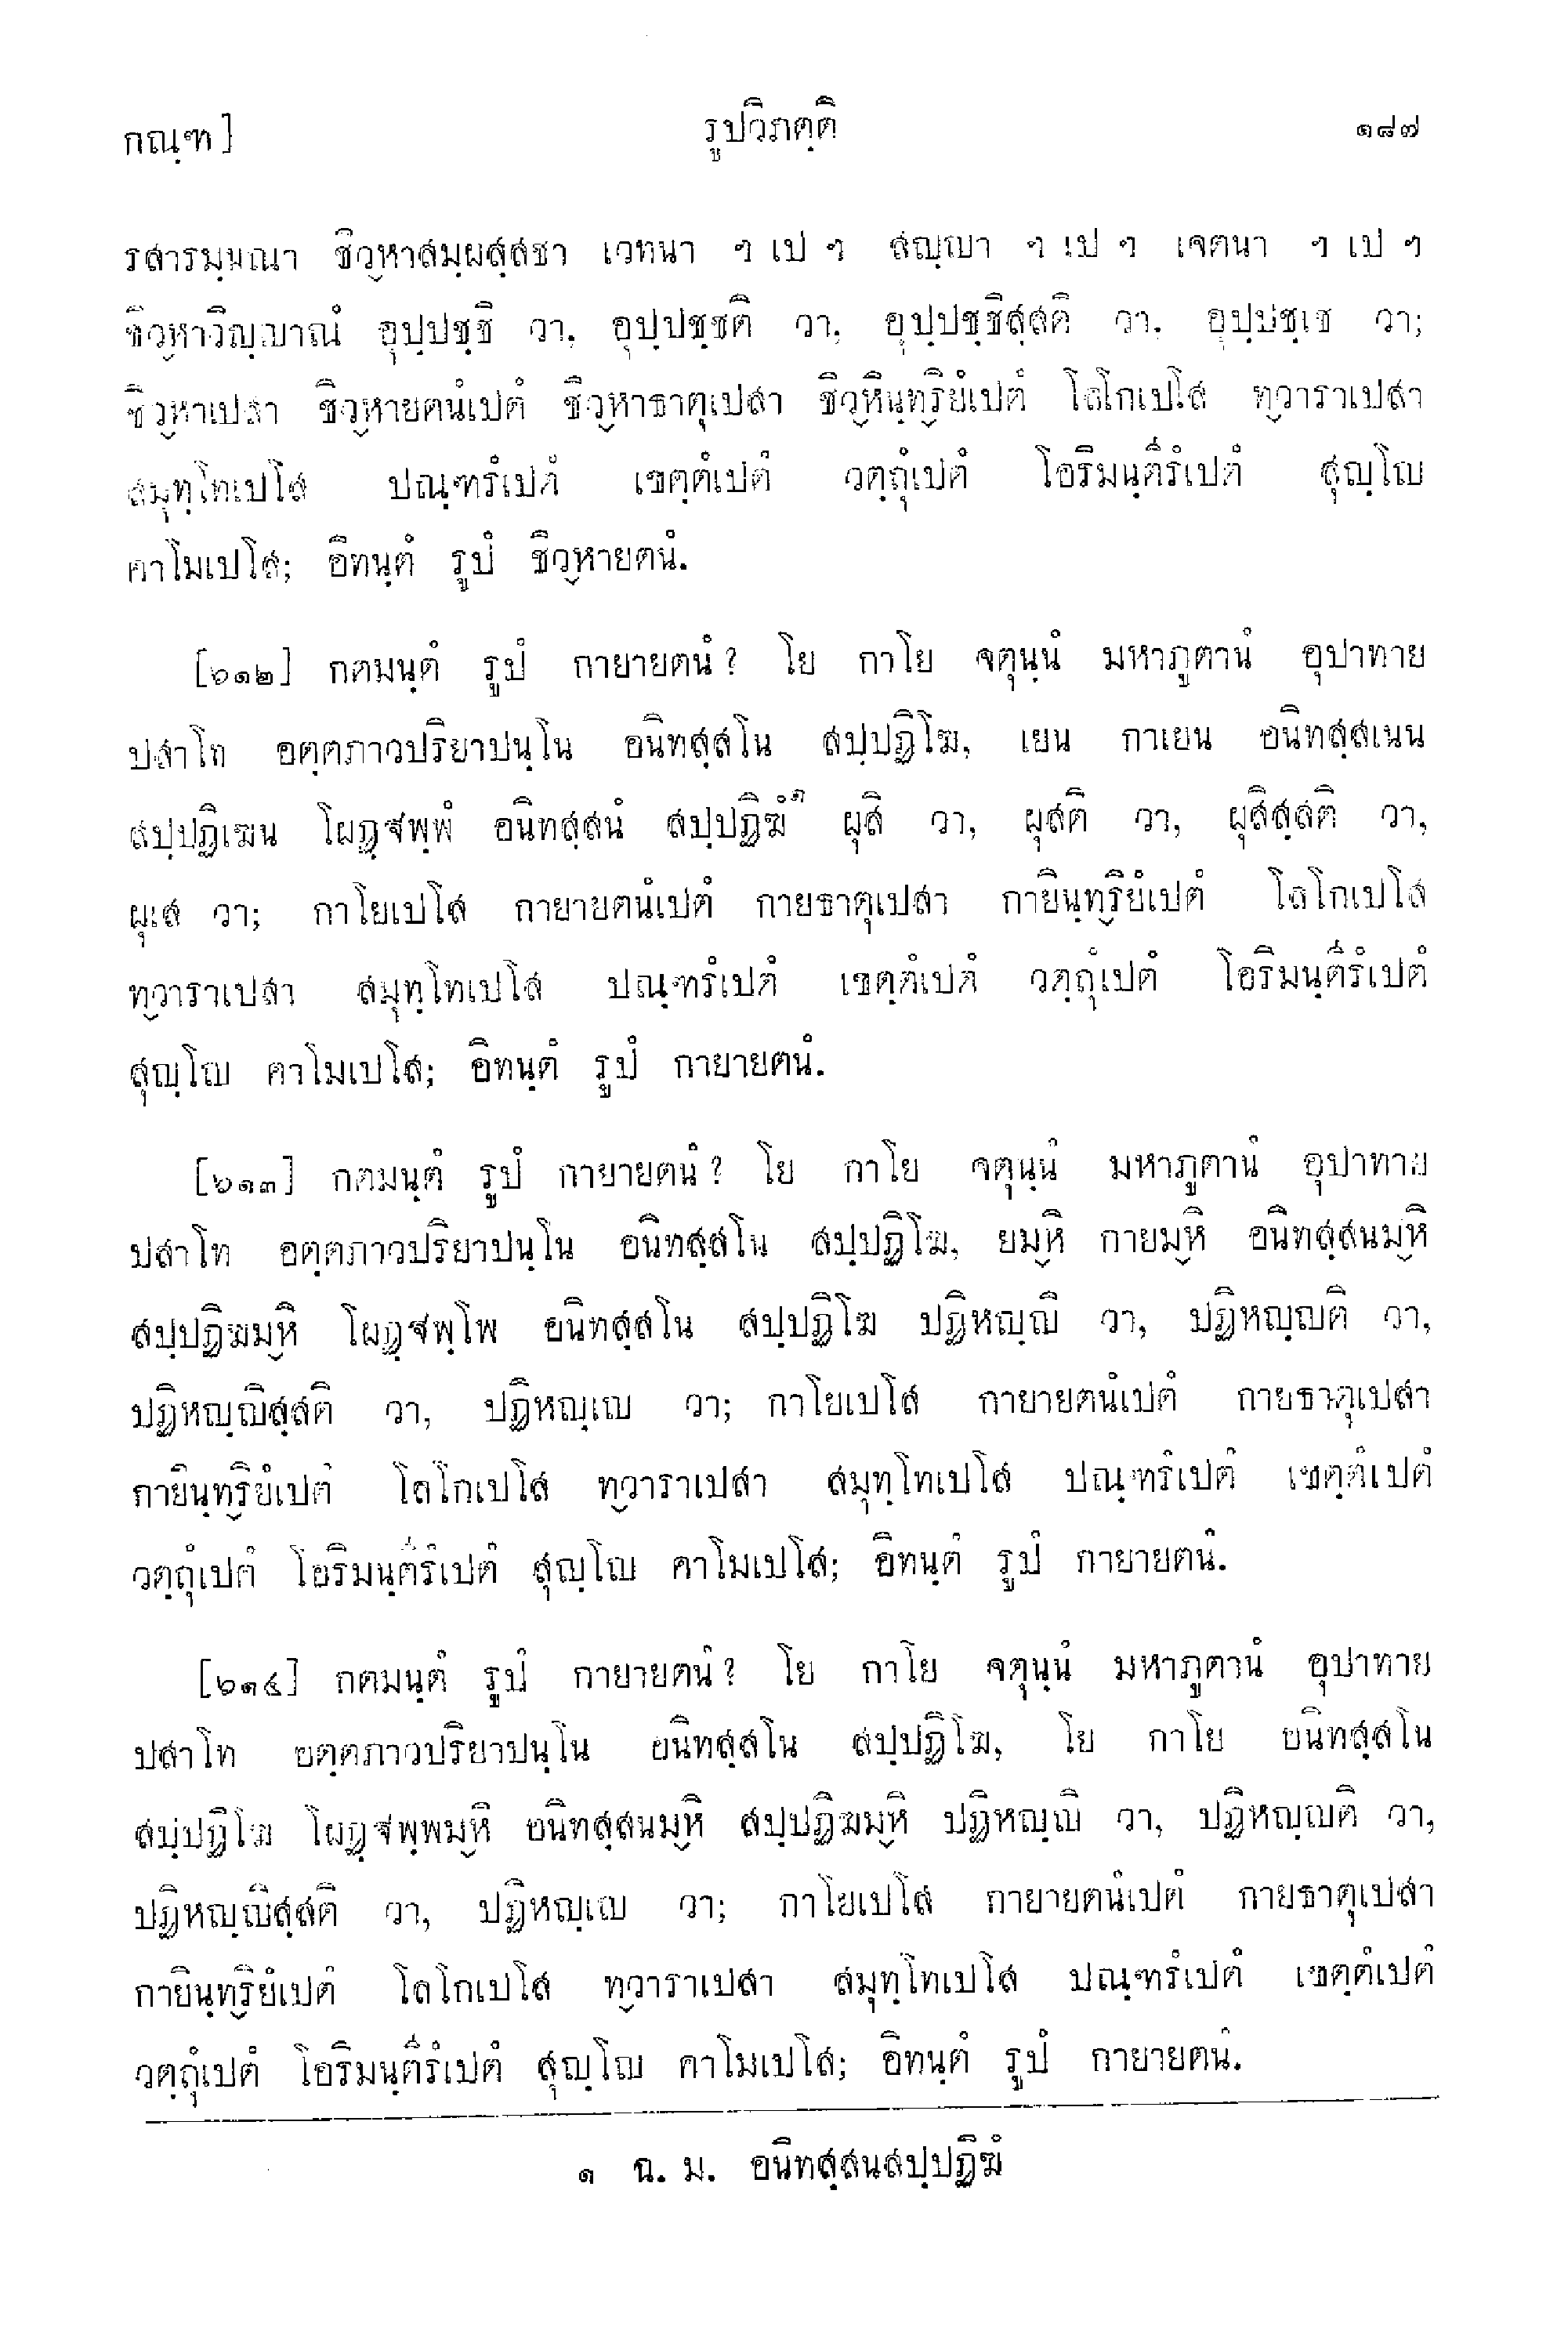 กณฺฑ]
รูปวิภตฺติ
๑๘๗
รสารมฺมณา ชิวฺหาสมฺผสฺสชา เวทนา ฯ เป ฯ สญฺญา ฯ เป ฯ เจตนา ฯ เป ฯ
ชิวฺหาวิญฺญาณํ อุปฺปชฺชิ วา, อุปฺปชฺชติ วา, อุปฺปชฺชิสฺสติ วา, อุปฺปชฺเช วา;
ชิวฺหาเปสา ชิวฺหายตนํเปตํ ชิวฺหาธาตุเปสา ชิวฺหินฺทฺริยํเปตํ โลโกเปโส ทฺวาราเปสา
สมุทฺโทเปโส ปณฺฑรํเปตํ เขตฺตํเปตํ วตฺถุํเปตํ โอริมนฺตีรํเปตํ สุญฺโญ
คาโมเปโส; อิทนฺตํ รูปํ ชิวฺหายตนํ.
[๖๑๒] กตมนฺตํ รูปํ กายายตนํ? โย กาโย จตุนฺนํ มหาภูตานํ อุปาทาย
ปสาโท อตฺตภาวปริยาปนฺโน อนิทสฺสโน สปฺปฏิโฆ, เยน กาเยน อนิทสฺสเนน
สปฺปฏิเฆน โผฏฺฐพฺพํ อนิทสฺสนํ สปฺปฏิฆํ๑ ผุสิ วา, ผุสติ วา, ผุสิสฺสติ วา,
ผุเส วา; กาโยเปโส กายายตนํเปตํ กายธาตุเปสา กายินฺทฺริยํเปตํ โลโกเปโส
ทฺวาราเปสา สมุทฺโทเปโส ปณฺฑรํเปตํ เขตฺตํเปตํ วตฺถุํเปตํ โอริมนฺตีรํเปตํ
สุญฺโญ คาโมเปโส; อิทนฺตํ รูปํ กายายตนํ.
[๖๑๓] กตมนฺตํ รูปํ กายายตนํ? โย กาโย จตุนฺนํ มหาภูตานํ อุปาทาย
ปสาโท อตฺตภาวปริยาปนฺโน อนิทสฺสโน สปฺปฏิโฆ, ยมฺหิ กายมฺหิ อนิทสฺสนมฺหิ
สปฺปฏิฆมฺหิ โผฏฺฐพฺโพ อนิทสฺสโน สปฺปฏิโฆ ปฏิหญฺญิ วา, ปฏิหญฺญติ วา,
ปฏิหญฺญิสฺสติ วา, ปฏิหญฺเญ วา; กาโยเปโส กายายตนํเปตํ กายธาตุเปสา
กายินฺทฺริยํเปตํ โลโกเปโส ทฺวาราเปสา สมุทฺโทเปโส ปณฺฑรํเปตํ เขตฺตํเปตํ
วตฺถุํเปตํ โอริมนฺตีรํเปตํ สุญฺโญ คาโมเปโส; อิทนฺตํ รูปํ กายายตนํ.
[๖๑๔] กตมนฺตํ รูปํ กายายตนํ? โย กาโย จตุนฺนํ มหาภูตานํ อุปาทาย
ปสาโท อตฺตภาวปริยาปนฺโน อนิทสฺสโน สปฺปฏิโฆ, โย กาโย อนิทสฺสโน
สปฺปฏิโฆ โผฏฺฐพฺพมฺหิ อนิทสฺสนมฺหิ สปฺปฏิฆมฺหิ ปฏิหญฺญิ วา, ปฏิหญฺญติ วา,
ปฏิหญฺญิสฺสติ วา, ปฏิหญฺเญ วา; กาโยเปโส กายายตนํเปตํ กายธาตุเปสา
กายินฺทฺริยํเปตํ โลโกเปโส ทฺวาราเปสา สมุทฺโทเปโส ปณฺฑรํเปตํ เขตฺตํเปตํ
วตฺถุํเปตํ โอริมนฺตีรํเปตํ สุญฺโญ คาโมเปโส; อิทนฺตํ รูปํ กายายตนํ.
๑ ฉ. ม. อนิทสฺสนสปฺปฏิฆํ